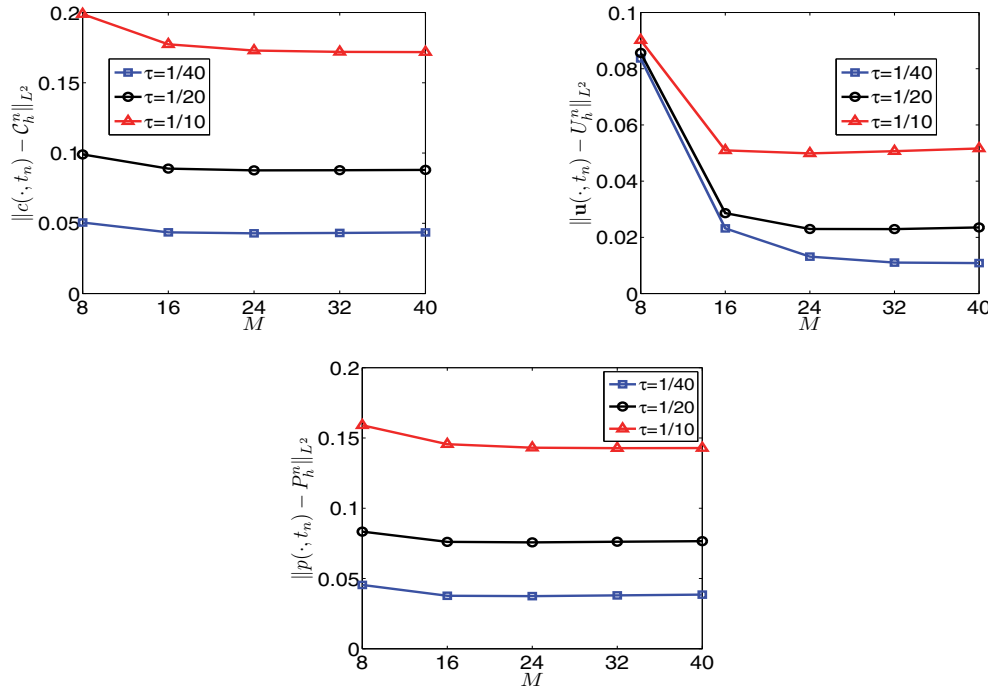 ‖c(·, t_n) − 𝒞_h^n‖_{L^2}
0.2
0.15
0.1
0.05
0
8 16 24 32 40
M
τ=1/40
τ=1/20
τ=1/10
‖𝐮(·, t_n) − U_h^n‖_{L^2}
0.1
0.08
0.06
0.04
0.02
0
8 16 24 32 40
M
τ=1/40
τ=1/20
τ=1/10
‖p(·, t_n) − P_h^n‖_{L^2}
0.2
0.15
0.1
0.05
0
8 16 24 32 40
M
τ=1/40
τ=1/20
τ=1/10